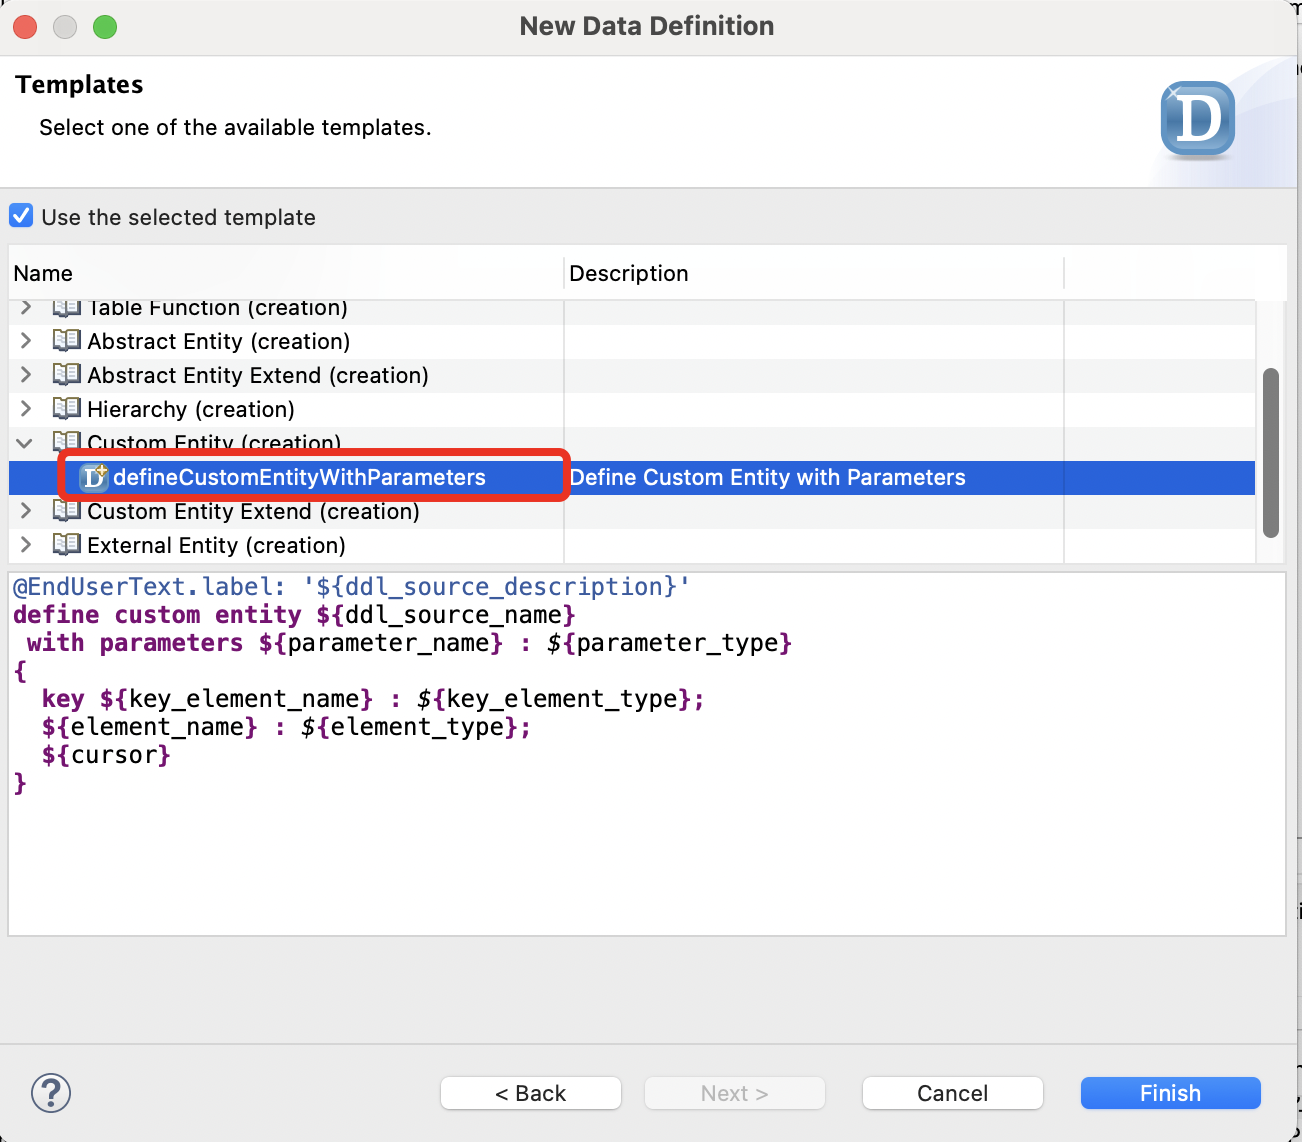 New Data Definition
Templates
Select one of the available templates.
D
Use the selected template
Name Description
Table Function (creation)
Abstract Entity (creation)
Abstract Entity Extend (creation)
Hierarchy (creation)
Custom Entity (creation)
D defineCustomEntityWithParameters Define Custom Entity with Parameters
Custom Entity Extend (creation)
External Entity (creation)
@EndUserText.label: '${ddl_source_description}'
define custom entity ${ddl_source_name}
with parameters ${parameter_name} : ${parameter_type}
{
key ${key_element_name} : ${key_element_type};
${element_name} : ${element_type};
${cursor}
}
? < Back Next > Cancel Finish